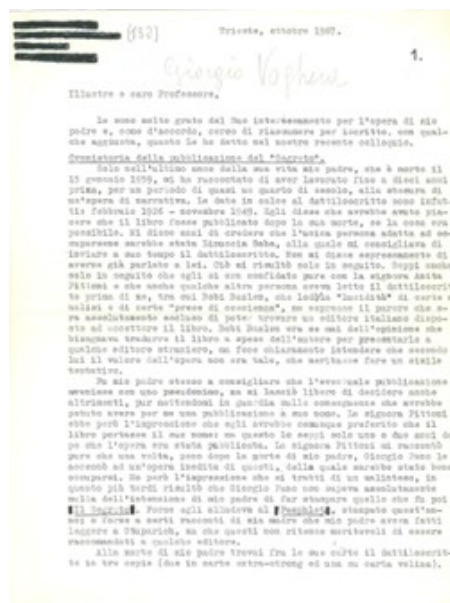 [532]
Trieste, ottobre 1967.
1.
Giorgio Voghera
Illustre e caro Professore,
Le sono molto grato del Suo interessamento per l'opera di mio
padre e, come d'accordo, cerco di riassumere per iscritto, con qual-
che aggiunta, quanto Le ho detto nel nostro recente colloquio.
Cronistoria della pubblicazione del "Segreto".
Solo nell'ultimo anno della sua vita mio padre, che è morto il
15 gennaio 1959, mi ha raccontato di aver lavorato fino a dieci anni
prima, per un periodo di quasi un quarto di secolo, alla stesura di
un'opera di narrativa. Le date in calce al dattiloscritto sono infat-
ti: febbraio 1926 - novembre 1949. Egli disse che avrebbe avuto pia-
cere che il libro fosse pubblicato dopo la sua morte, se la cosa era
possibile. Mi disse anzi di credere che l'unica persona adatta ad oc-
cuparsene sarebbe stata Linuccia Saba, alla quale mi consigliava di
inviare a suo tempo il dattiloscritto. Non mi disse espressamente di
averne già parlato a lei. Ciò mi risultò solo in seguito. Seppi anche
solo in seguito che egli si era confidato pure con la signora Anita
Pittoni e che anche qualche altra persona aveva letto il dattiloscrit-
to prima di me, tra cui Bobi Bazlen, che lodava "lucidità" di certe a-
nalisi e di certe "prese di coscienza", ma espresse il parere che e-
ra assolutamente escluso di poter trovare un editore italiano dispo-
sto ad accettare il libro. Bobi Bazlen era se mai dell'opinione che
bisognava tradurre il libro a spese dell'autore per presentarlo a
qualche editore straniero, ma fece chiaramente intendere che secondo
lui il valore dell'opera non era tale, che meritasse fare un simile
tentativo.
Fu mio padre stesso a consigliare che l'eventuale pubblicazione
avvenisse con uno pseudonimo, ma mi lasciò libero di decidere anche
altrimenti, pur mettendomi in guardia sulle conseguenze che avrebbe
potuto avere per me una pubblicazione a suo nome. La signora Pittoni
ebbe però l'impressione che egli avrebbe comunque preferito che il
libro portasse il suo nome: ma questo lo seppi solo uno o due anni do-
po che l'opera era stata pubblicata. La signora Pittoni mi raccontò
pure che una volta, poco dopo la morte di mio padre, Giorgio
accennò ad un'opera inedita di questi, della quale sarebbe stato bene
occuparsi. Ho però l'impressione che si tratti di un malinteso, in
quanto più tardi risultò che Giorgio non sapeva assolutamente
nulla dell'intenzione di mio padre di far stampare quello che fu poi
"Il Segreto". Forse egli alludeva al "Pamphlet", stampato quest'an-
no; o forse a certi racconti di mia madre che mio padre aveva fatti
leggere a Stuparich, ma che questi non ritenne meritevoli di essere
raccomandati a qualche editore.
Alla morte di mio padre trovai fra le sue carte il dattiloscrit-
to in tre copie (due in carta extra-strong ed una su carta velina).